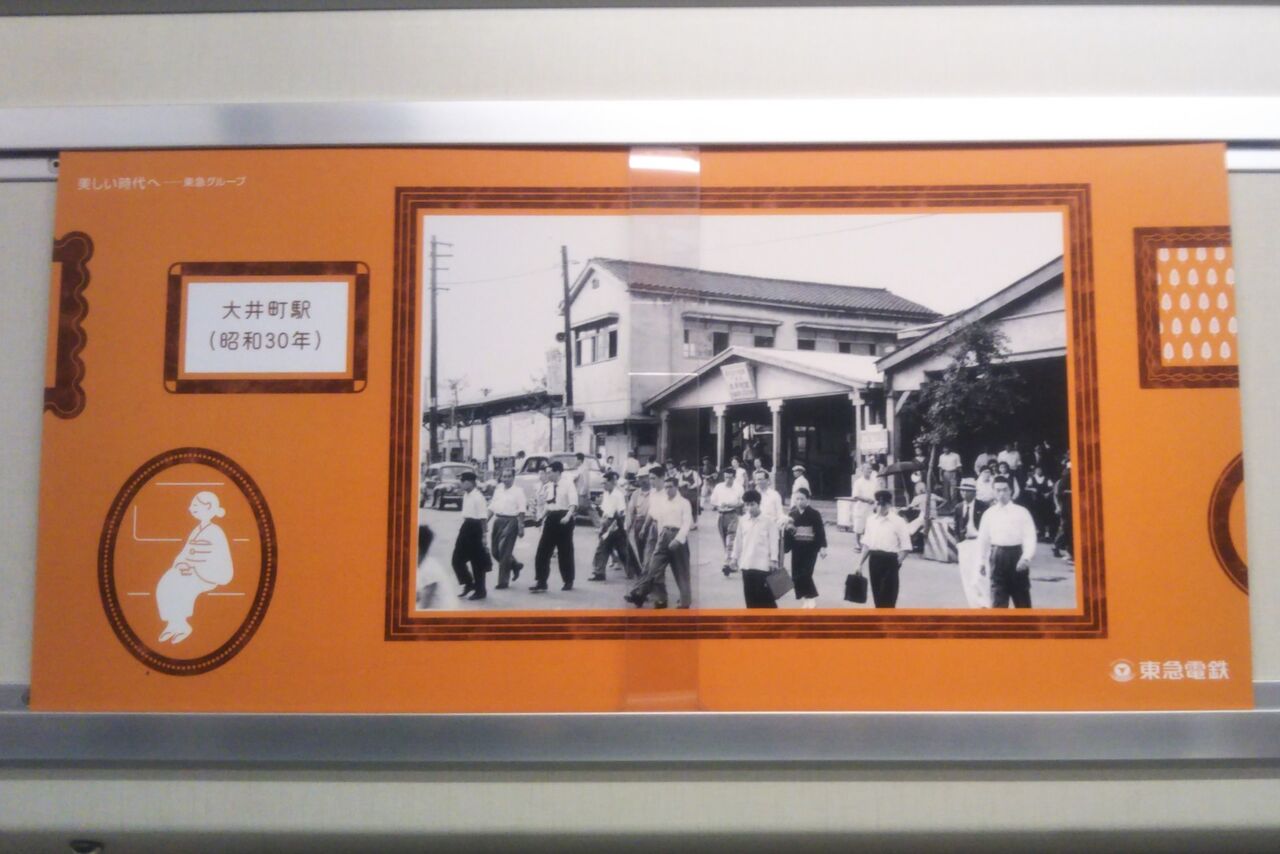 美しい時代へ──東急グループ
大井町駅
(昭和30年)
東急電鉄